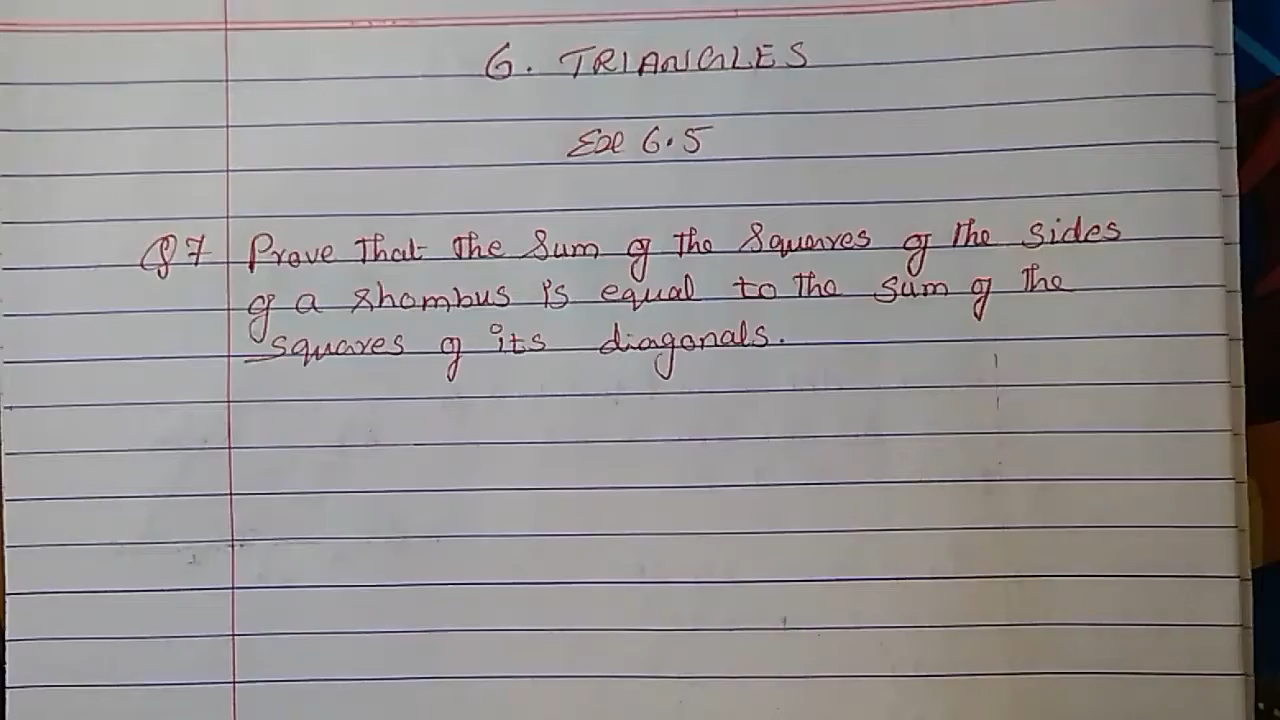 6. TRIANGLES
Exe 6.5
Q7 Prove that the Sum of the Squares of the sides
of a rhombus is equal to the sum of the
squares of its diagonals.